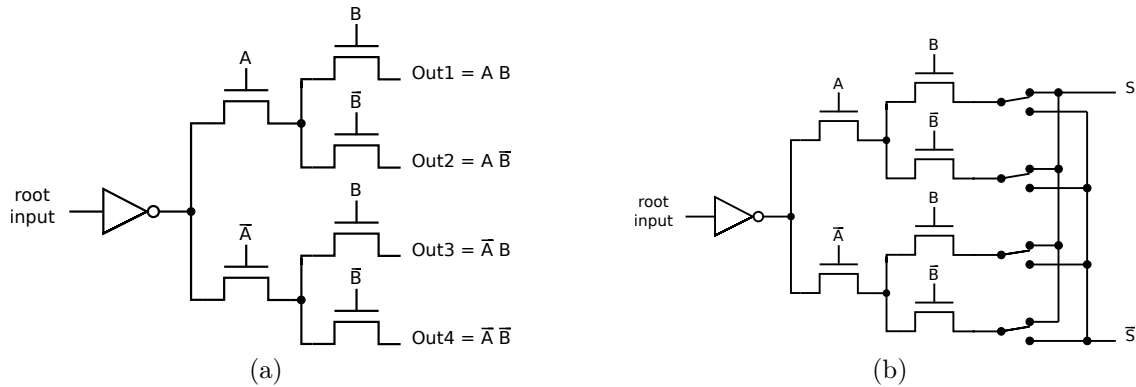 B
A
Out1 = A B
B̅
Out2 = A B̅
root
input
B
A̅
Out3 = A̅ B
B̅
Out4 = A̅ B̅
(a)
B
S
A
B̅
root
input
B
A̅
B̅
S̅
(b)